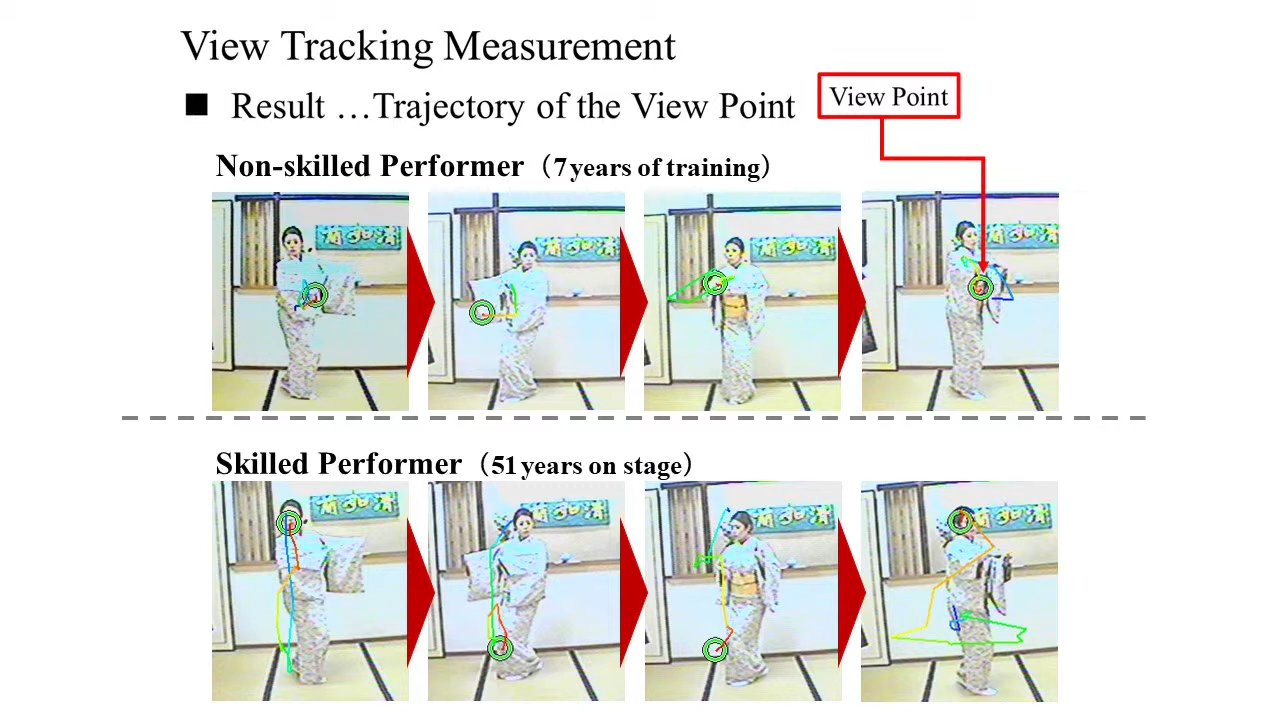 View Tracking Measurement
■ Result …Trajectory of the View Point
View Point
Non-skilled Performer（7 years of training）
Skilled Performer（51 years on stage）